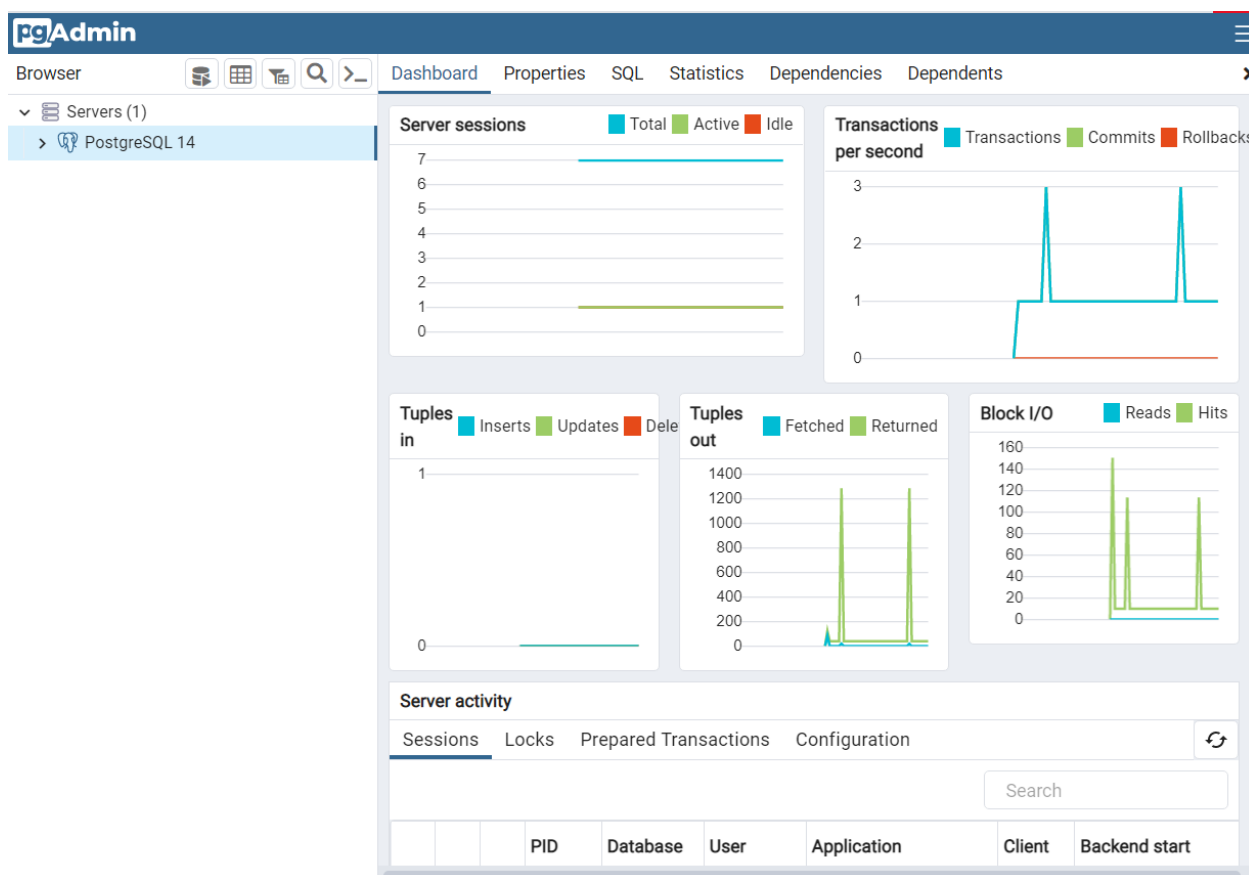 pgAdmin
Browser
Dashboard Properties SQL Statistics Dependencies Dependents
Servers (1)
PostgreSQL 14
Server sessions
Total Active Idle
7
6
5
4
3
2
1
0
Transactions per second
Transactions Commits Rollbacks
3
2
1
0
Tuples in
Inserts Updates Dele
1
0
Tuples out
Fetched Returned
1400
1200
1000
800
600
400
200
0
Block I/O
Reads Hits
160
140
120
100
80
60
40
20
0
Server activity
Sessions Locks Prepared Transactions Configuration
Search
PID Database User Application Client Backend start